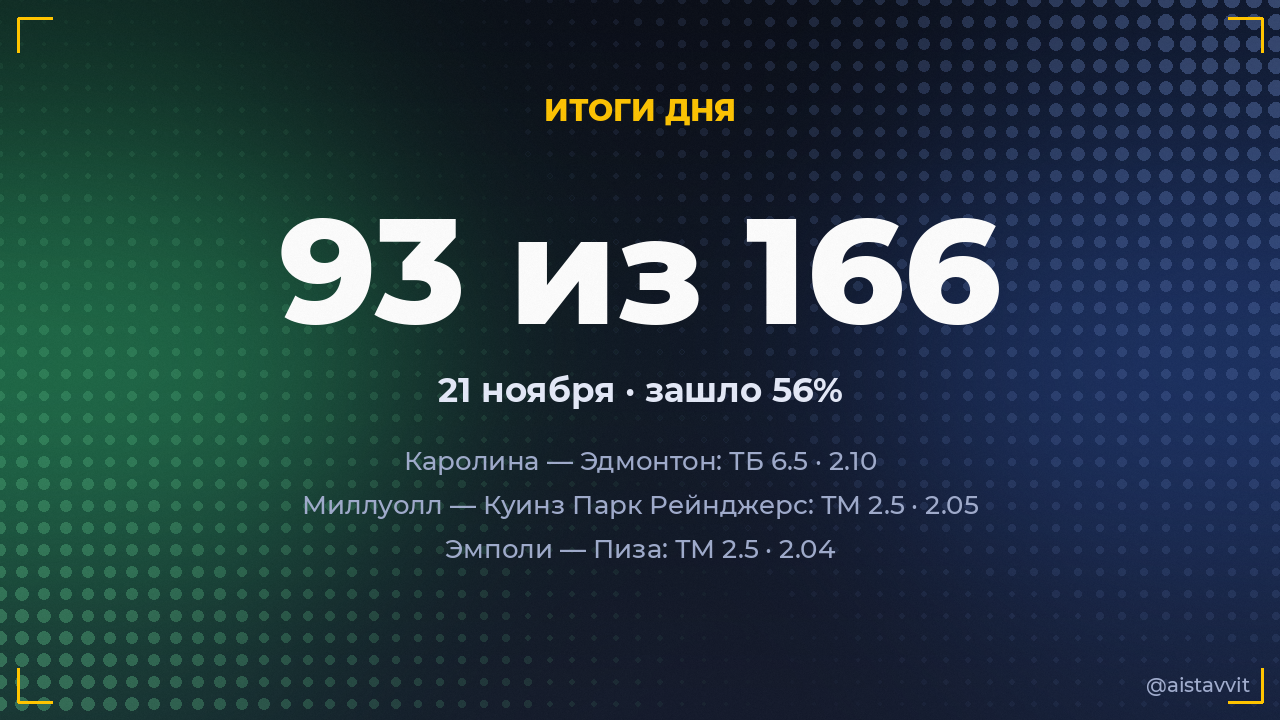 ИТОГИ ДНЯ
93 из 166
21 ноября · зашло 56%
Каролина — Эдмонтон: ТБ 6.5 · 2.10
Миллуолл — Куинз Парк Рейнджерс: ТМ 2.5 · 2.05
Эмполи — Пиза: ТМ 2.5 · 2.04
@aistavvit